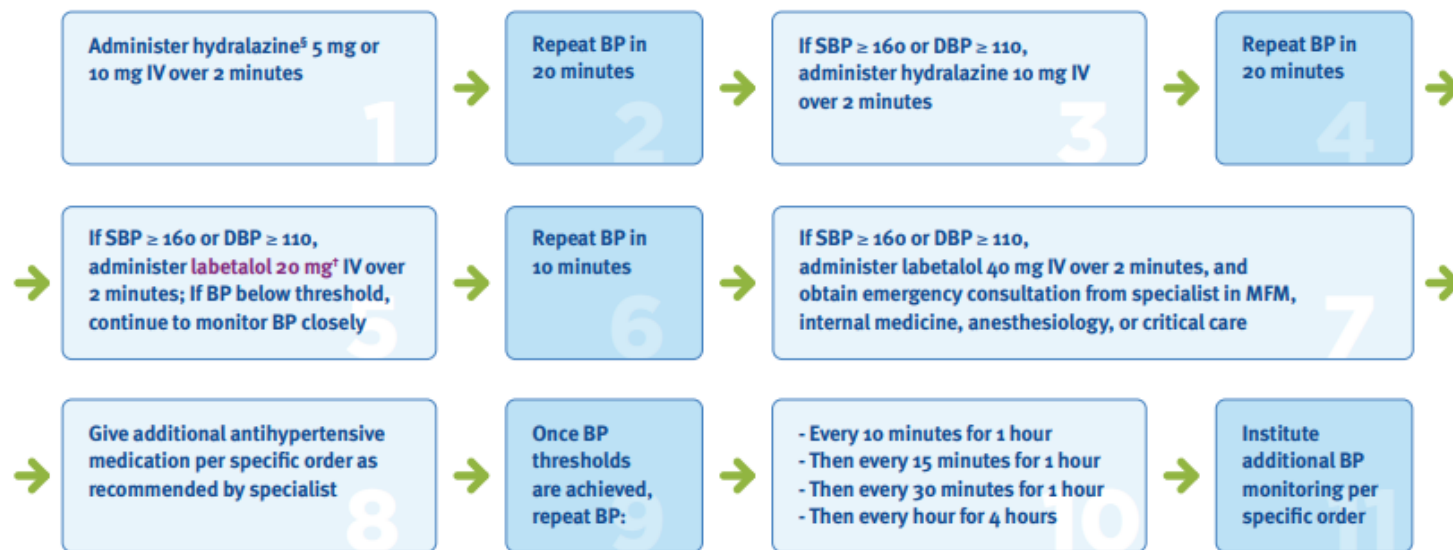 Administer hydralazine§ 5 mg or
10 mg IV over 2 minutes
1
Repeat BP in
20 minutes
2
If SBP ≥ 160 or DBP ≥ 110,
administer hydralazine 10 mg IV
over 2 minutes
3
Repeat BP in
20 minutes
4
If SBP ≥ 160 or DBP ≥ 110,
administer labetalol 20 mg† IV over
2 minutes; If BP below threshold,
continue to monitor BP closely
5
Repeat BP in
10 minutes
6
If SBP ≥ 160 or DBP ≥ 110,
administer labetalol 40 mg IV over 2 minutes, and
obtain emergency consultation from specialist in MFM,
internal medicine, anesthesiology, or critical care
7
Give additional antihypertensive
medication per specific order as
recommended by specialist
8
Once BP
thresholds
are achieved,
repeat BP:
9
- Every 10 minutes for 1 hour
- Then every 15 minutes for 1 hour
- Then every 30 minutes for 1 hour
- Then every hour for 4 hours
10
Institute
additional BP
monitoring per
specific order
11